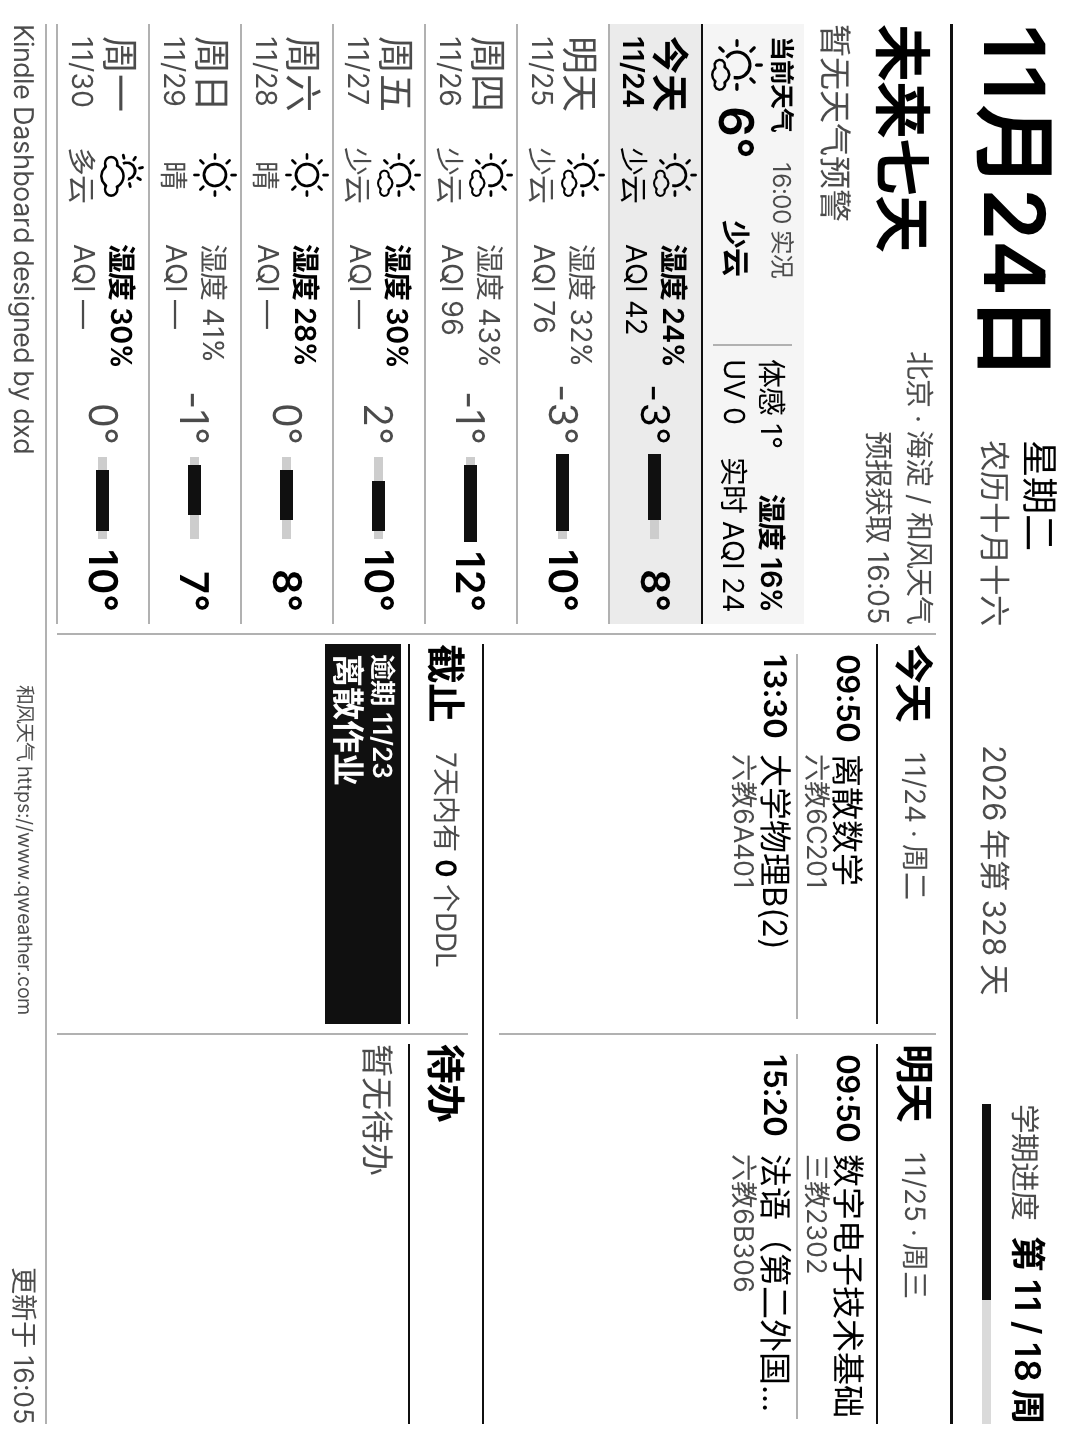 11月24日
星期二
农历十月十六
2026 年第 328 天
学期进度 第 11 / 18 周
未来七天
北京 · 海淀 / 和风天气
暂无天气预警
预报获取 16:05
当前天气 16:00 实况
6° 少云
体感 1° 湿度 16%
UV 0 实时 AQI 24
今天 湿度 24%
11/24 少云 AQI 42 -3° 8°
明天 湿度 32%
11/25 少云 AQI 76 -3° 10°
周四 湿度 43%
11/26 少云 AQI 96 -1° 12°
周五 湿度 30%
11/27 少云 AQI — 2° 10°
周六 湿度 28%
11/28 晴 AQI — 0° 8°
周日 湿度 41%
11/29 晴 AQI — -1° 7°
周一 湿度 30%
11/30 多云 AQI — 0° 10°
今天 11/24 · 周二
09:50 离散数学
六教6C201
13:30 大学物理B(2)
六教6A401
明天 11/25 · 周三
09:50 数字电子技术基础
三教2302
15:20 法语（第二外国…
六教6B306
截止 7天内有 0 个DDL
逾期 11/23
离散作业
待办
暂无待办
Kindle Dashboard designed by dxd
和风天气 https://www.qweather.com
更新于 16:05